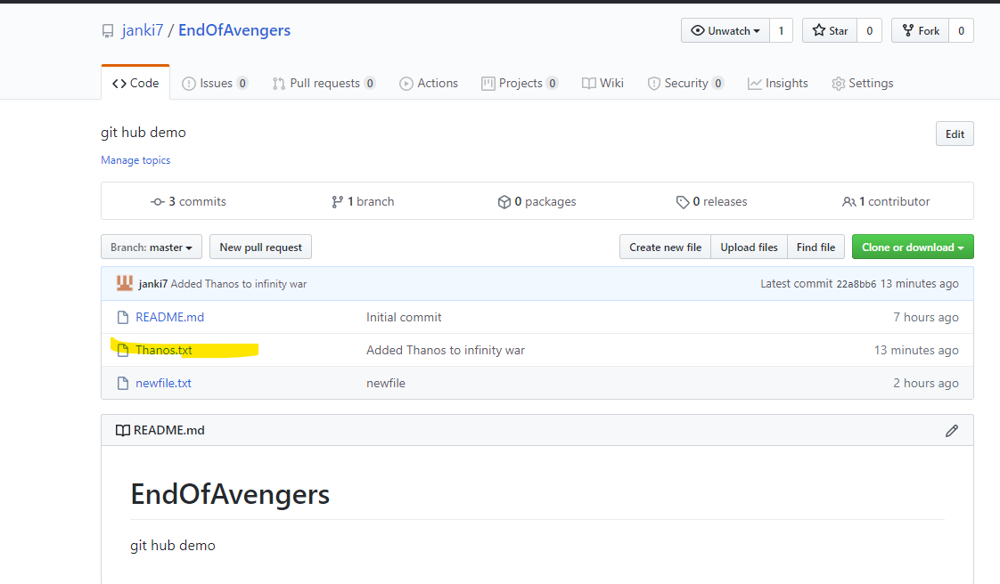 janki7 / EndOfAvengers Unwatch 1 Star 0 Fork 0
Code Issues 0 Pull requests 0 Actions Projects 0 Wiki Security 0 Insights Settings
git hub demo Edit
Manage topics
3 commits 1 branch 0 packages 0 releases 1 contributor
Branch: master New pull request Create new file Upload files Find file Clone or download
janki7 Added Thanos to infinity war Latest commit 22a8bb6 13 minutes ago
README.md Initial commit 7 hours ago
Thanos.txt Added Thanos to infinity war 13 minutes ago
newfile.txt newfile 2 hours ago
README.md
EndOfAvengers
git hub demo